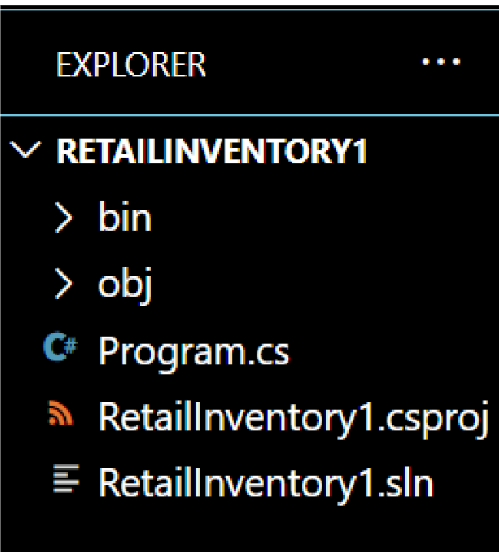 EXPLORER ...
RETAILINVENTORY1
bin
obj
C# Program.cs
RetailInventory1.csproj
RetailInventory1.sln